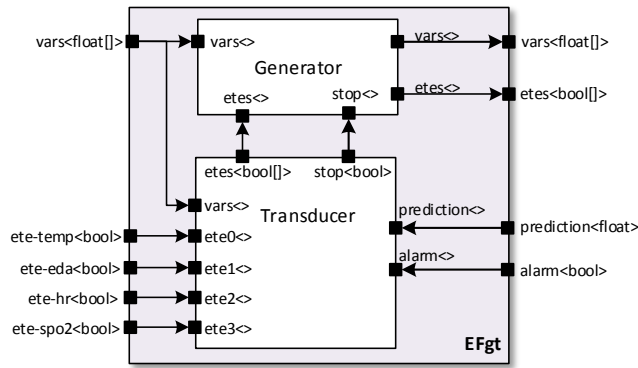 vars<float[]>
vars<>
vars<>
vars<float[]>
Generator
etes<>
stop<>
etes<>
etes<bool[]>
etes<bool[]>
stop<bool>
vars<>
Transducer
prediction<>
prediction<float>
ete-temp<bool>
ete0<>
ete-eda<bool>
ete1<>
alarm<>
alarm<bool>
ete-hr<bool>
ete2<>
ete-spo2<bool>
ete3<>
EFgt